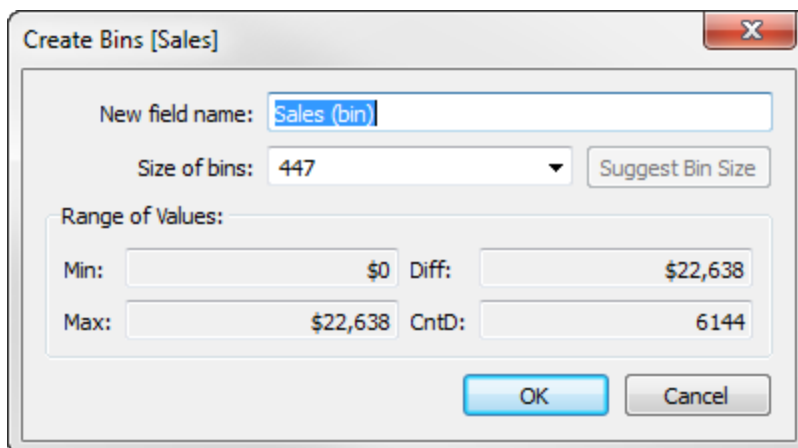 Create Bins [Sales]
New field name: Sales (bin)
Size of bins: 447 Suggest Bin Size
Range of Values:
Min: $0 Diff: $22,638
Max: $22,638 CntD: 6144
OK Cancel